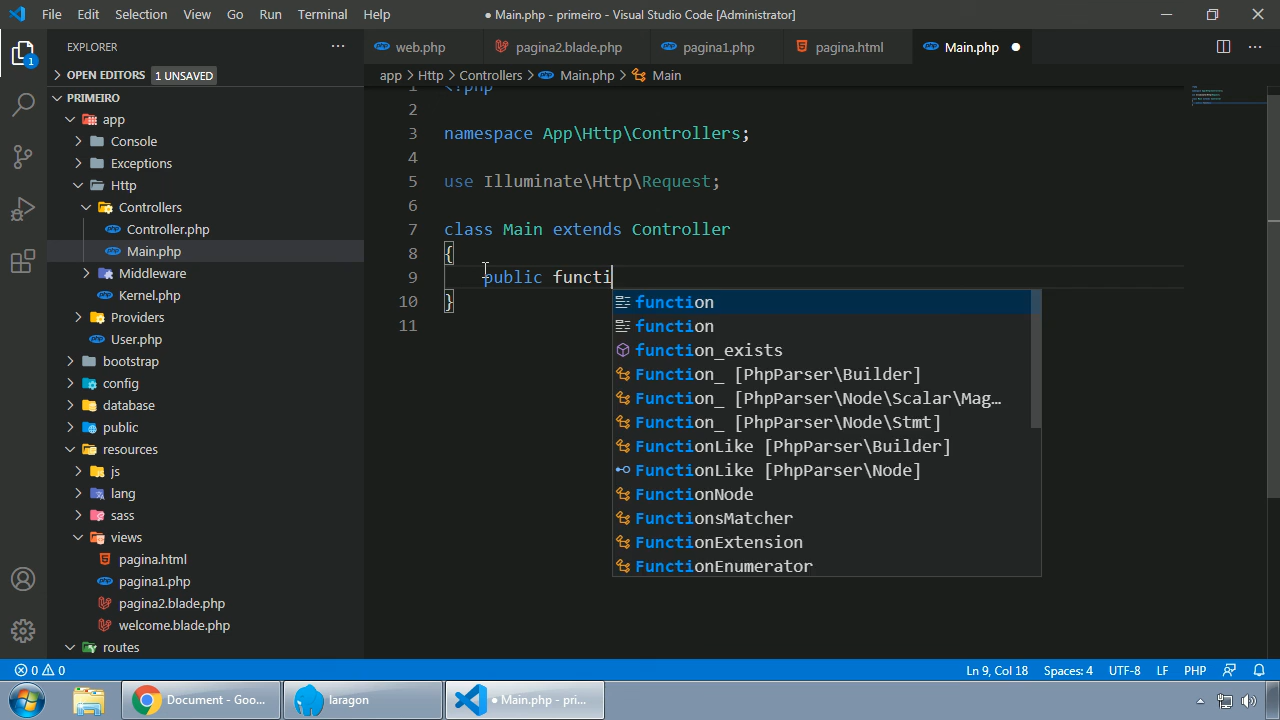 File Edit Selection View Go Run Terminal Help
● Main.php - primeiro - Visual Studio Code [Administrator]
EXPLORER
web.php
pagina2.blade.php
pagina1.php
pagina.html
Main.php
OPEN EDITORS 1 UNSAVED
app > Http > Controllers > Main.php > Main
PRIMEIRO
app
Console
Exceptions
Http
Controllers
Controller.php
Main.php
Middleware
Kernel.php
Providers
User.php
bootstrap
config
database
public
resources
js
lang
sass
views
pagina.html
pagina1.php
pagina2.blade.php
welcome.blade.php
routes
1 <?php
2
3 namespace App\Http\Controllers;
4
5 use Illuminate\Http\Request;
6
7 class Main extends Controller
8 {
9 public functi
10 }
11
function
function
function_exists
Function_ [PhpParser\Builder]
Function_ [PhpParser\Node\Scalar\Mag…
Function_ [PhpParser\Node\Stmt]
FunctionLike [PhpParser\Builder]
FunctionLike [PhpParser\Node]
FunctionNode
FunctionsMatcher
FunctionExtension
FunctionEnumerator
1
0 0
Ln 9, Col 18 Spaces: 4 UTF-8 LF PHP
Document - Goo...
laragon
● Main.php - pri...